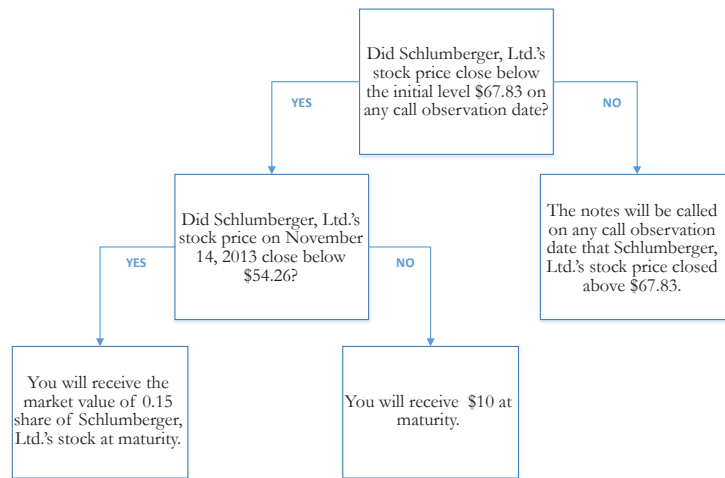 Did Schlumberger, Ltd.'s
stock price close below
the initial level $67.83 on
any call observation date?
YES
NO
Did Schlumberger, Ltd.'s
stock price on November
14, 2013 close below
$54.26?
The notes will be called
on any call observation
date that Schlumberger,
Ltd.'s stock price closed
above $67.83.
YES
NO
You will receive the
market value of 0.15
share of Schlumberger,
Ltd.'s stock at maturity.
You will receive $10 at
maturity.